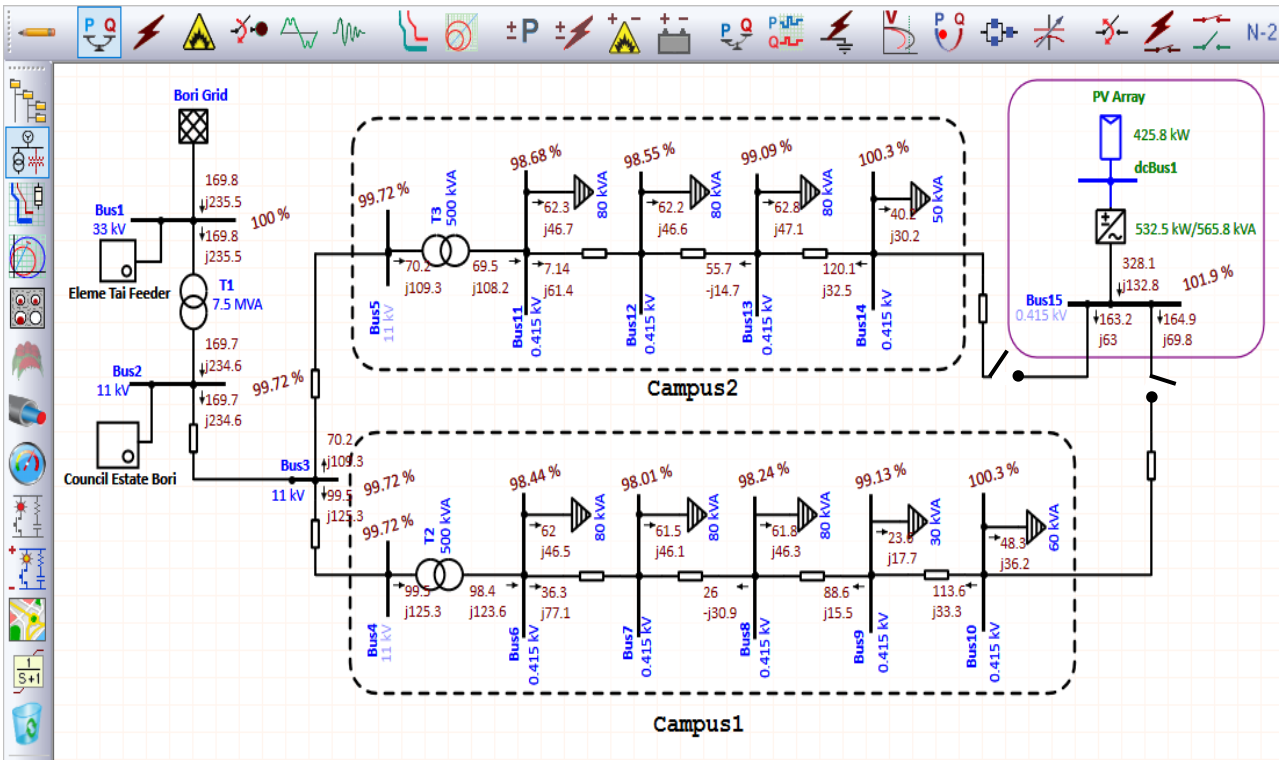 P Q
±P
±
+ -
+ -
P Q
P
Q
V
P Q
N-2
1
S+1
Bori Grid
169.8
j235.5
Bus1
33 kV
100 %
169.8
j235.5
Eleme Tai Feeder
T1
7.5 MVA
169.7
j234.6
Bus2
11 kV
99.72 %
169.7
j234.6
Council Estate Bori
70.2
j109.3
Bus3
11 kV
99.5
j125.3
99.72 %
T3
500 kVA
70.2
j109.3
69.5
j108.2
Bus5
11 kV
98.68 %
80 kVA
62.3
j46.7
7.14
j61.4
Bus11
0.415 kV
98.55 %
80 kVA
62.2
j46.6
Bus12
0.415 kV
99.09 %
80 kVA
62.8
j47.1
55.7
-j14.7
Bus13
0.415 kV
100.3 %
50 kVA
40.2
j30.2
120.1
j32.5
Bus14
0.415 kV
Campus2
PV Array
425.8 kW
dcBus1
532.5 kW/565.8 kVA
328.1
j132.8
101.9 %
Bus15
0.415 kV
163.2
j63
164.9
j69.8
99.72 %
99.72 %
T2
500 kVA
99.5
j125.3
98.4
j123.6
Bus4
11 kV
98.44 %
80 kVA
62
j46.5
36.3
j77.1
Bus6
0.415 kV
98.01 %
80 kVA
61.5
j46.1
Bus7
0.415 kV
98.24 %
80 kVA
61.8
j46.3
26
-j30.9
Bus8
0.415 kV
99.13 %
30 kVA
j17.7
88.6
j15.5
Bus9
0.415 kV
100.3 %
60 kVA
48.3
j36.2
113.6
j33.3
Bus10
0.415 kV
Campus1